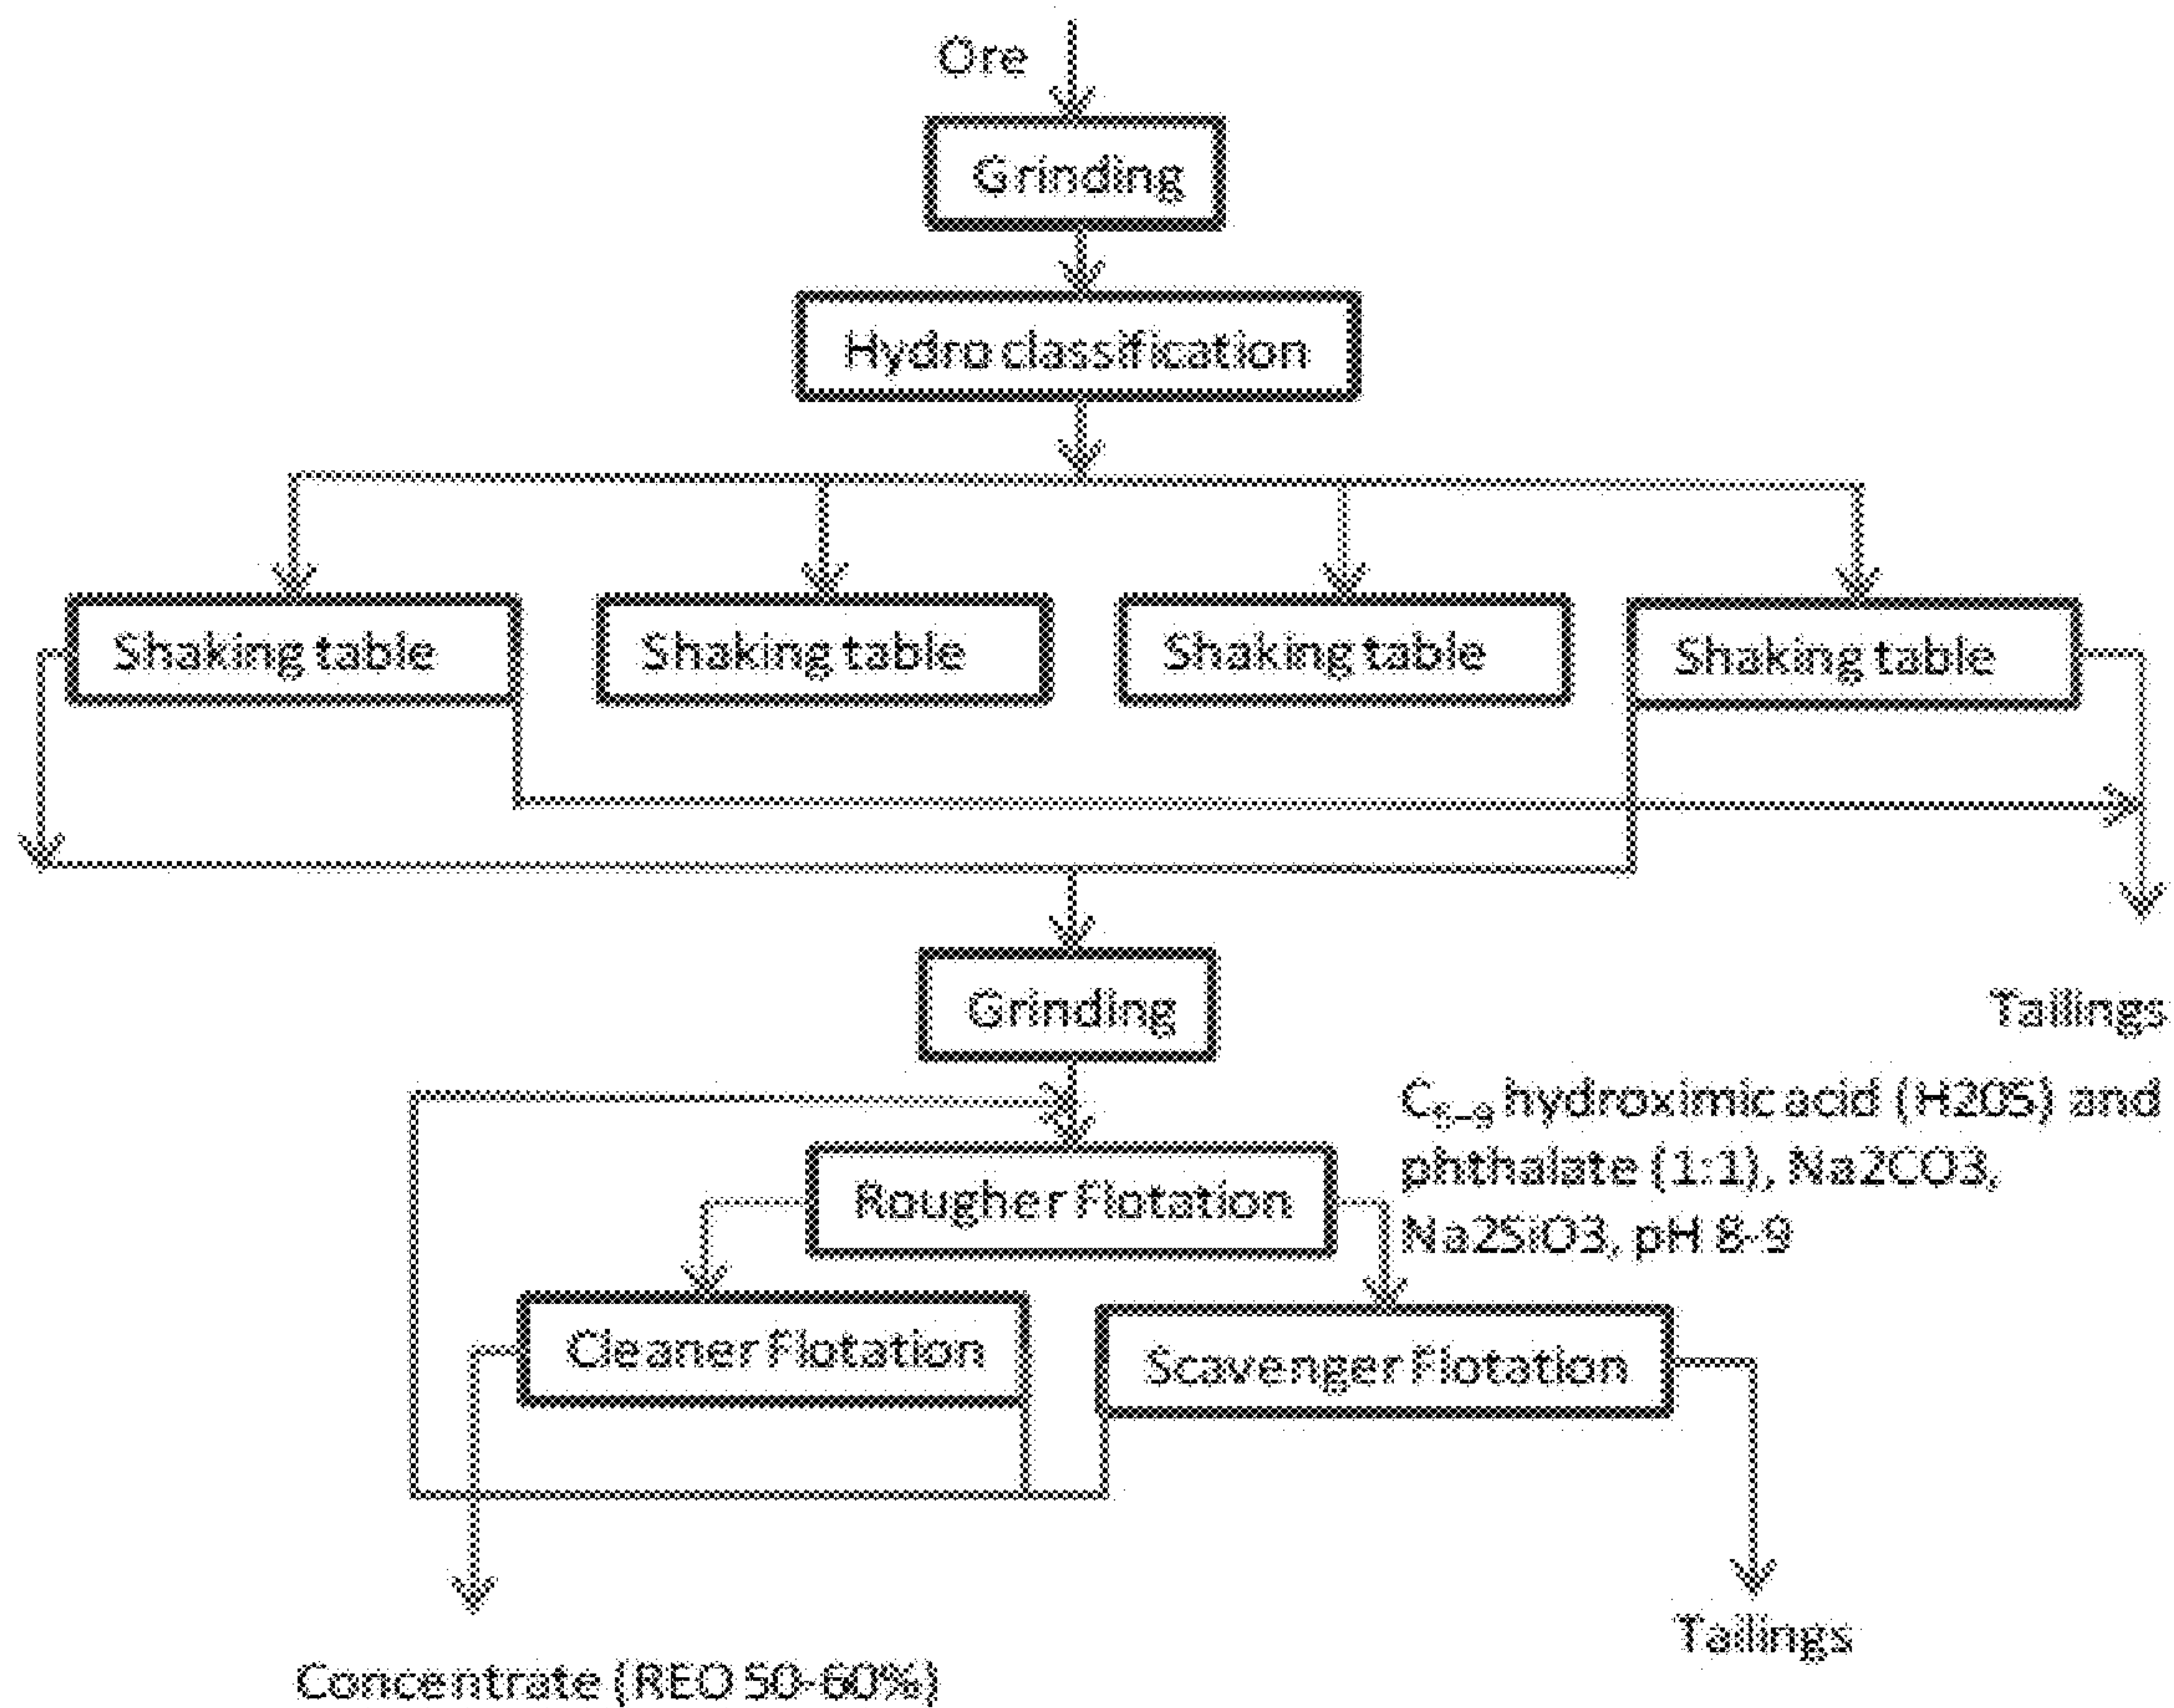 Ore
Grinding
Hydro classification
Shaking table
Shaking table
Shaking table
Shaking table
Grinding
Tailings
C₅₋₉ hydroximic acid (H205) and
phthalate (1:1), Na2CO3,
Na2SiO3, pH 8-9
Rougher Flotation
Cleaner Flotation
Scavenger Flotation
Tailings
Concentrate (REO 50-60%)